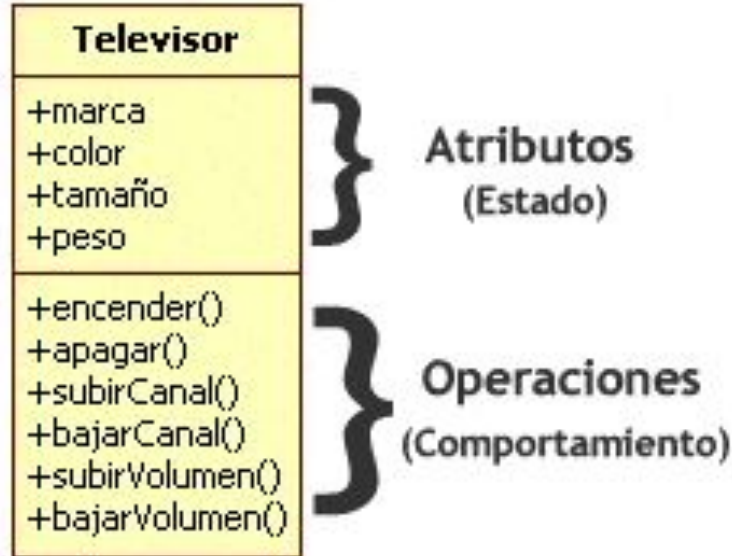 Televisor
+marca
+color
+tamaño
+peso
Atributos
(Estado)
+encender()
+apagar()
+subirCanal()
+bajarCanal()
+subirVolumen()
+bajarVolumen()
Operaciones
(Comportamiento)